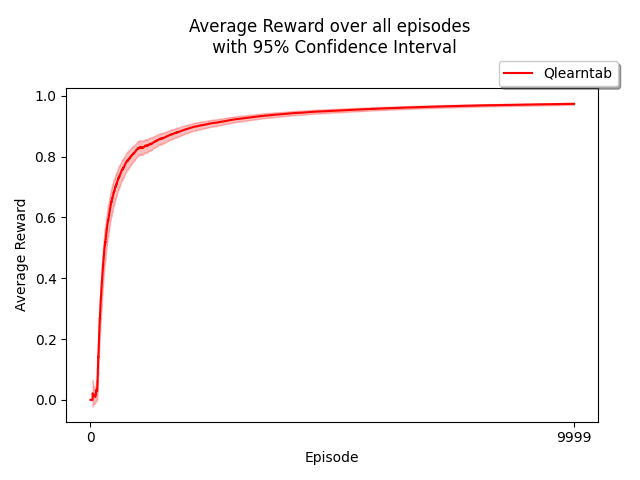 Average Reward over all episodes
with 95% Confidence Interval
Qlearntab
1.0
0.8
0.6
0.4
0.2
0.0
Average Reward
0
9999
Episode